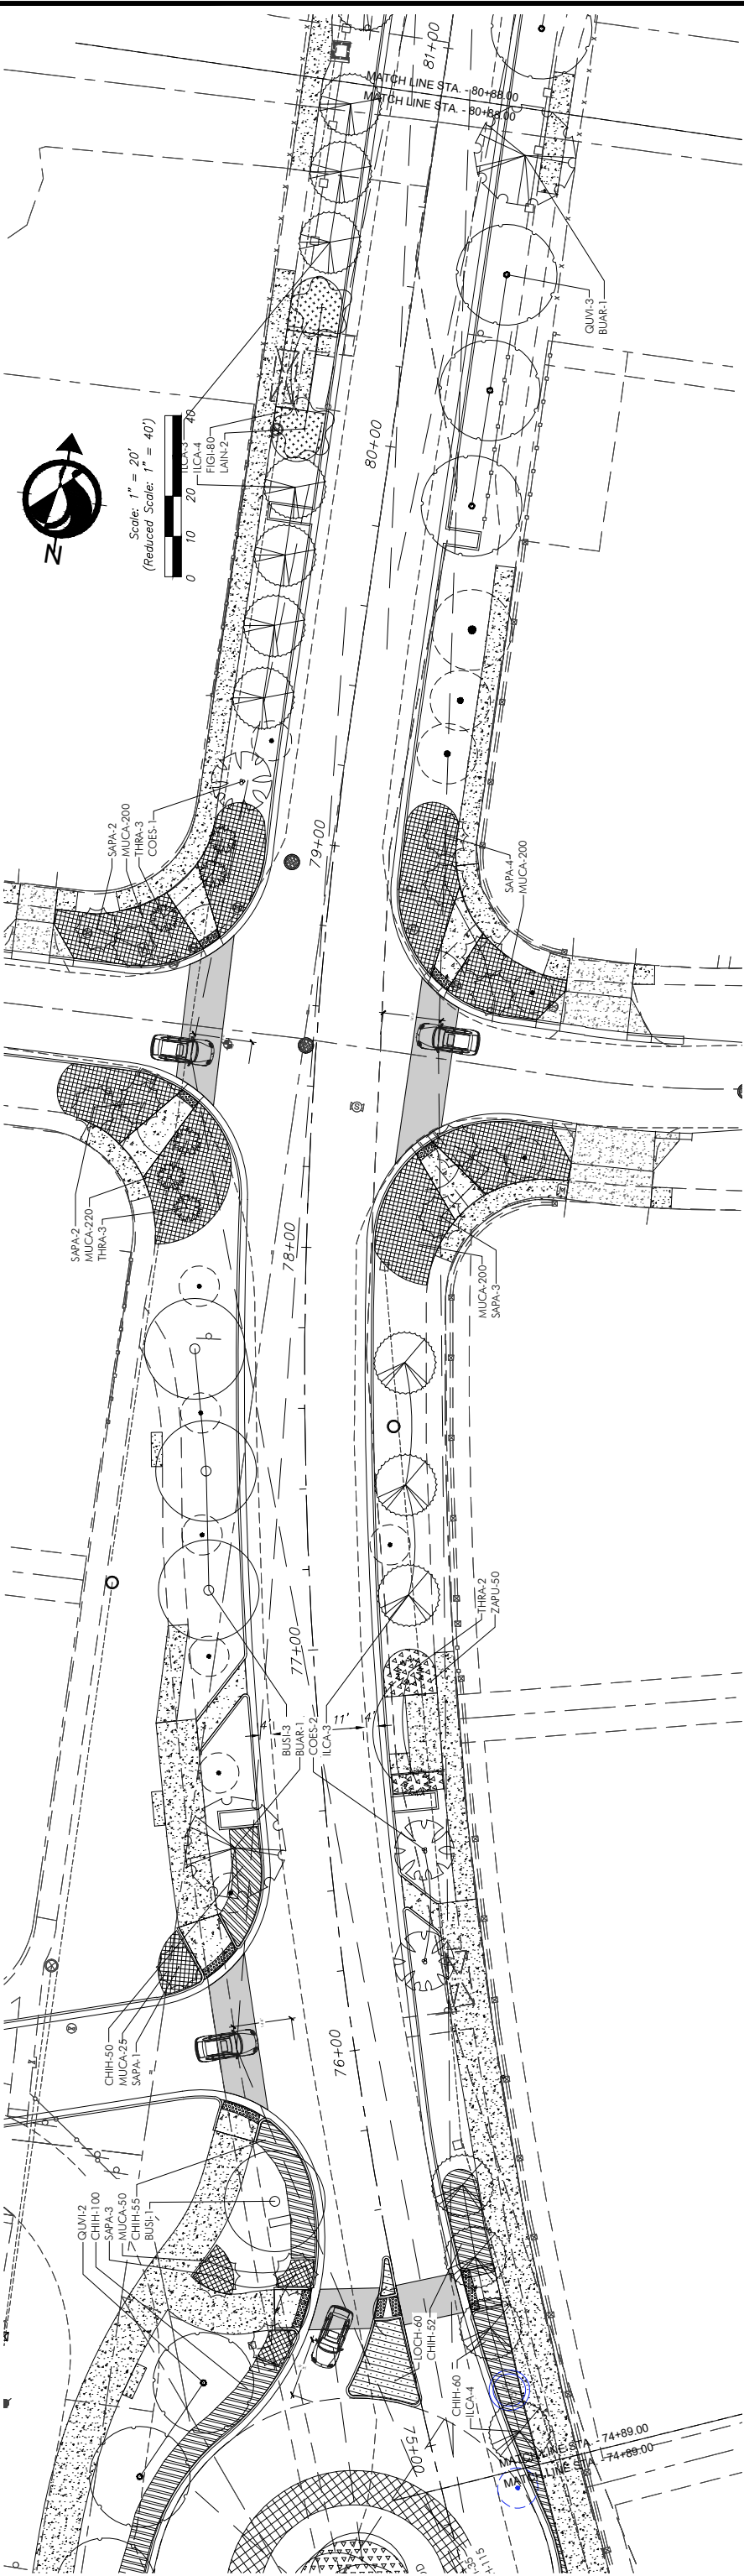 81+00
MATCH LINE STA. - 80+88.00
MATCH LINE STA. - 80+88.00
QUVI-3
BUAR-1
Scale: 1" = 20'
(Reduced Scale: 1" = 40')
0 10 20 40
N
ILCA-3
ILCA-4
FIGI-80
LAIN-2
80+00
SAPA-2
MUCA-200
THRA-3
COES-1
79+00
SAPA-4
MUCA-200
SAPA-2
MUCA-220
THRA-3
78+00
MUCA-200
SAPA-3
THRA-2
ZAPU-50
77+00
4'
11'
4'
BUSI-3
BUAR-1
COES-2
ILCA-3
CHIH-50
MUCA-25
SAPA-1
76+00
QUVI-2
CHIH-100
SAPA-3
MUCA-50
CHIH-55
BUSI-1
LOCH-60
CHIH-52
CHIH-60
ILCA-4
75+00
MATCH LINE STA. - 74+89.00
MATCH LINE STA. - 74+89.00